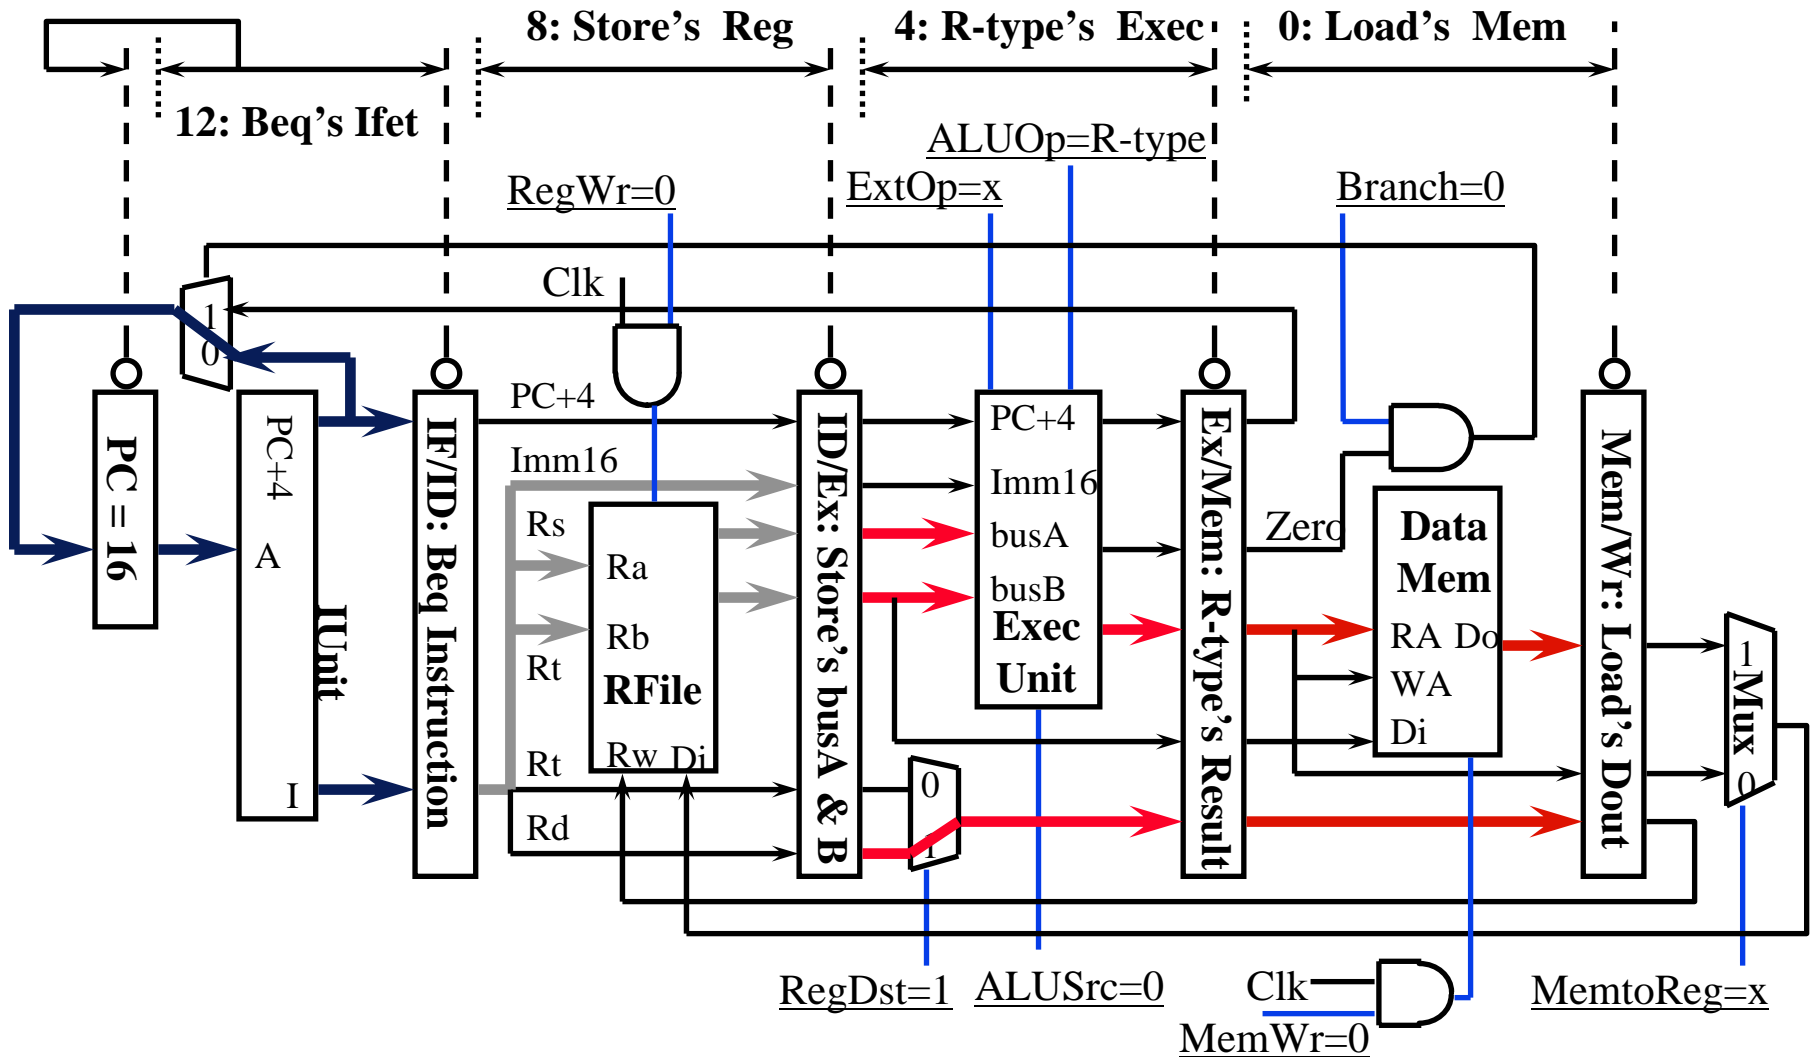 8: Store's Reg
4: R-type's Exec
0: Load's Mem
12: Beq's Ifet
ALUOp=R-type
RegWr=0
ExtOp=x
Branch=0
Clk
1
0
PC+4
PC = 16
PC+4
A
I
IUnit
IF/ID: Beq Instruction
Imm16
Rs
Ra
Rb
Rt
RFile
Rt
Rw Di
Rd
ID/Ex: Store's busA & B
PC+4
Imm16
busA
busB
Exec
Unit
0
1
Ex/Mem: R-type's Result
Zero
Data
Mem
RA Do
WA
Di
Mem/Wr: Load's Dout
1
Mux
0
RegDst=1
ALUSrc=0
Clk
MemWr=0
MemtoReg=x